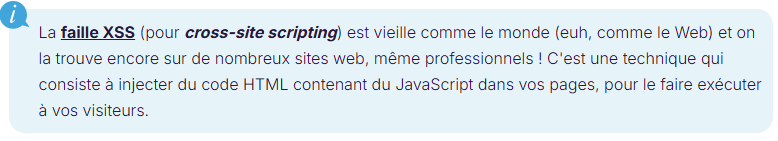 La faille XSS (pour cross-site scripting) est vieille comme le monde (euh, comme le Web) et on
la trouve encore sur de nombreux sites web, même professionnels ! C'est une technique qui
consiste à injecter du code HTML contenant du JavaScript dans vos pages, pour le faire exécuter
à vos visiteurs.